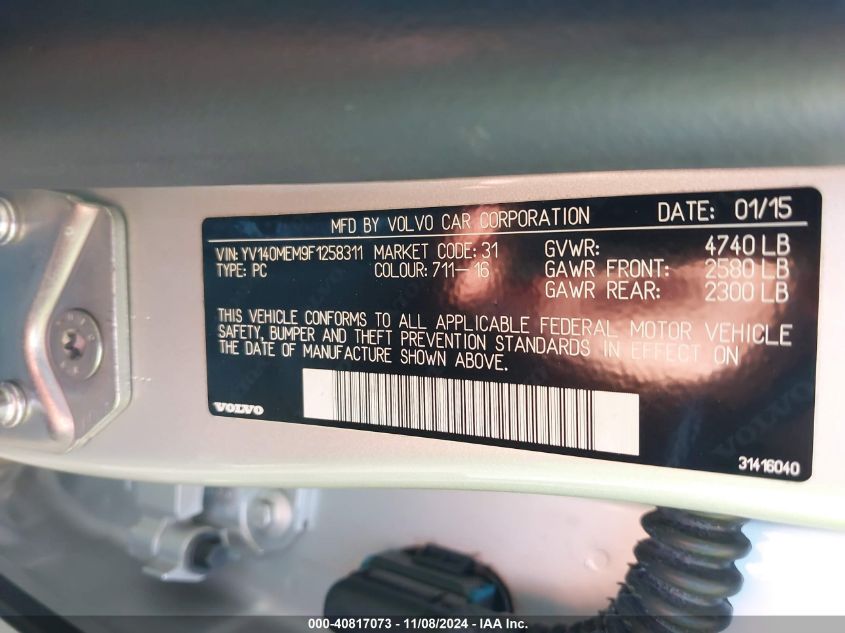 MFD BY VOLVO CAR CORPORATION DATE: 01/15
VIN: YV140MEM9F1258311 MARKET CODE: 31 GVWR: 4740 LB
TYPE: PC COLOUR: 711-16 GAWR FRONT: 2580 LB
GAWR REAR: 2300 LB
THIS VEHICLE CONFORMS TO ALL APPLICABLE FEDERAL MOTOR VEHICLE
SAFETY, BUMPER AND THEFT PREVENTION STANDARDS IN EFFECT ON
THE DATE OF MANUFACTURE SHOWN ABOVE.
VOLVO
VOLVO
31416040
000-40817073 - 11/08/2024 - IAA Inc.